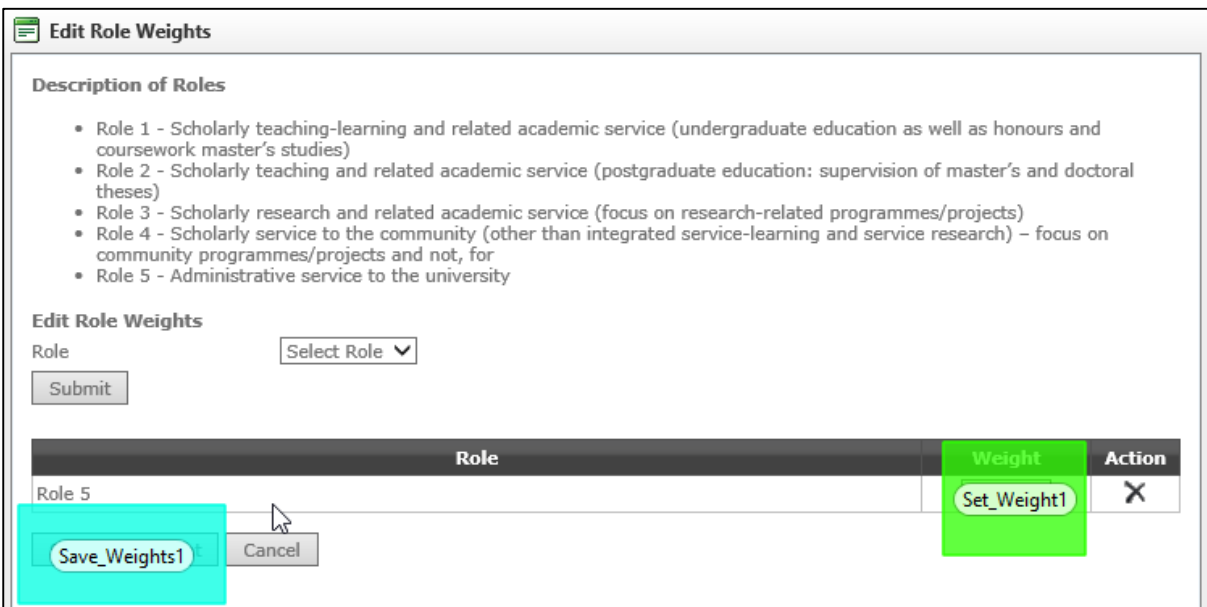 Edit Role Weights
Description of Roles
• Role 1 - Scholarly teaching-learning and related academic service (undergraduate education as well as honours and
coursework master's studies)
• Role 2 - Scholarly teaching and related academic service (postgraduate education: supervision of master's and doctoral
theses)
• Role 3 - Scholarly research and related academic service (focus on research-related programmes/projects)
• Role 4 - Scholarly service to the community (other than integrated service-learning and service research) – focus on
community programmes/projects and not, for
• Role 5 - Administrative service to the university
Edit Role Weights
Role Select Role
Submit
Role Weight Action
Role 5 Set_Weight1
Save_Weights1 Cancel